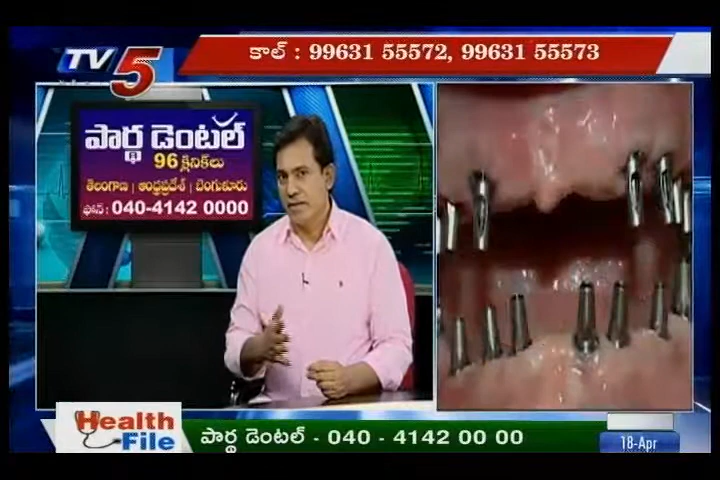 TV5
కాల్ : 99631 55572, 99631 55573
పార్థ డెంటల్
96 క్లినిక్‌లు
తెలంగాణ | ఆంధ్రప్రదేశ్ | బెంగుళూరు
ఫోన్ : 040-4142 0000
Health File
పార్థ డెంటల్ - 040 - 4142 00 00
18-Apr